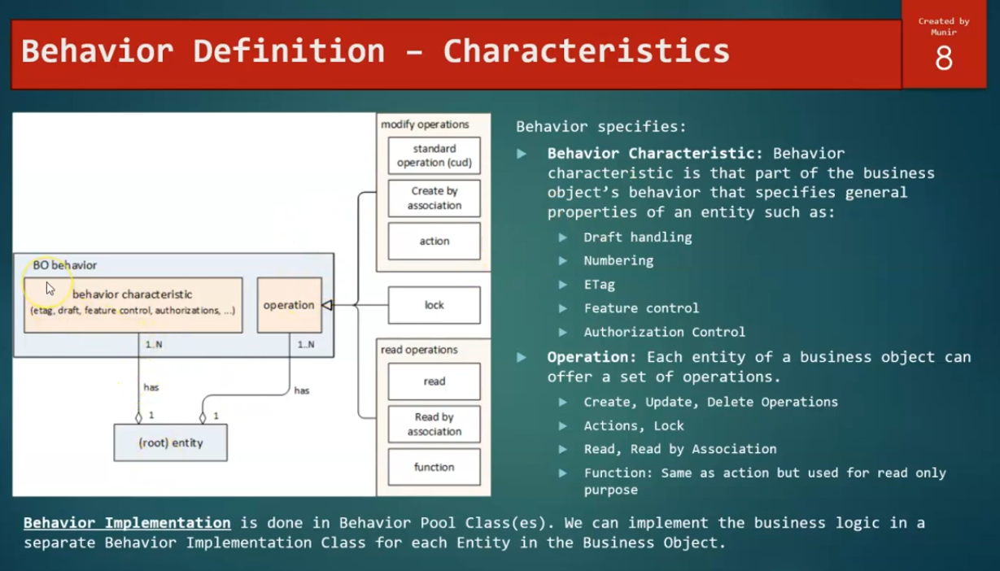 Behavior Definition – Characteristics
Created by
Munir
8
modify operations
standard
operation (cud)
Create by
association
action
BO behavior
behavior characteristic
(etag, draft, feature control, authorizations, ...)
operation
lock
1..N
1..N
has
has
1
1
(root) entity
read operations
read
Read by
association
function
Behavior specifies:
Behavior Characteristic: Behavior
characteristic is that part of the business
object's behavior that specifies general
properties of an entity such as:
Draft handling
Numbering
ETag
Feature control
Authorization Control
Operation: Each entity of a business object can
offer a set of operations.
Create, Update, Delete Operations
Actions, Lock
Read, Read by Association
Function: Same as action but used for read only
purpose
Behavior Implementation is done in Behavior Pool Class(es). We can implement the business logic in a
separate Behavior Implementation Class for each Entity in the Business Object.